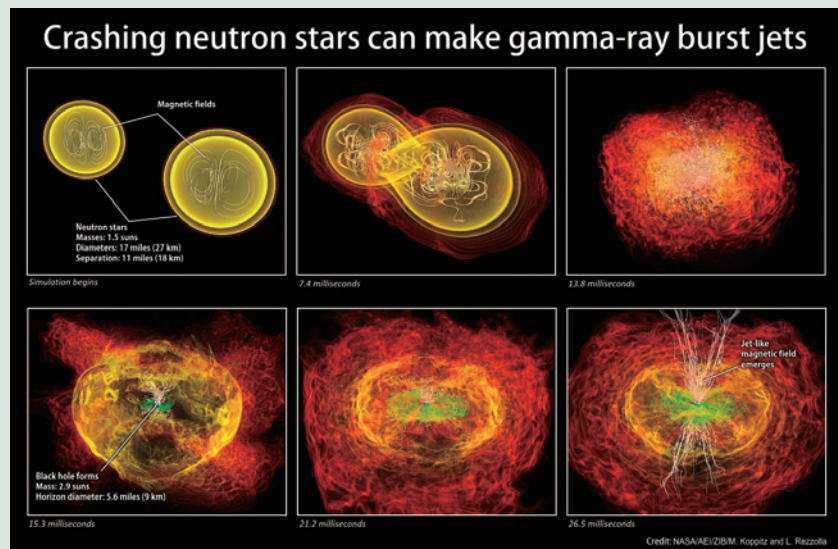 Crashing neutron stars can make gamma-ray burst jets
Magnetic fields
Neutron stars
Masses: 1.5 suns
Diameters: 17 miles (27 km)
Separation: 11 miles (18 km)
Simulation begins
7.4 milliseconds
13.8 milliseconds
Black hole forms
Mass: 2.9 suns
Horizon diameter: 5.6 miles (9 km)
15.3 milliseconds
21.2 milliseconds
Jet-like
magnetic field
emerges
26.5 milliseconds
Credit: NASA/AEI/ZIB/M. Koppitz and L. Rezzolla